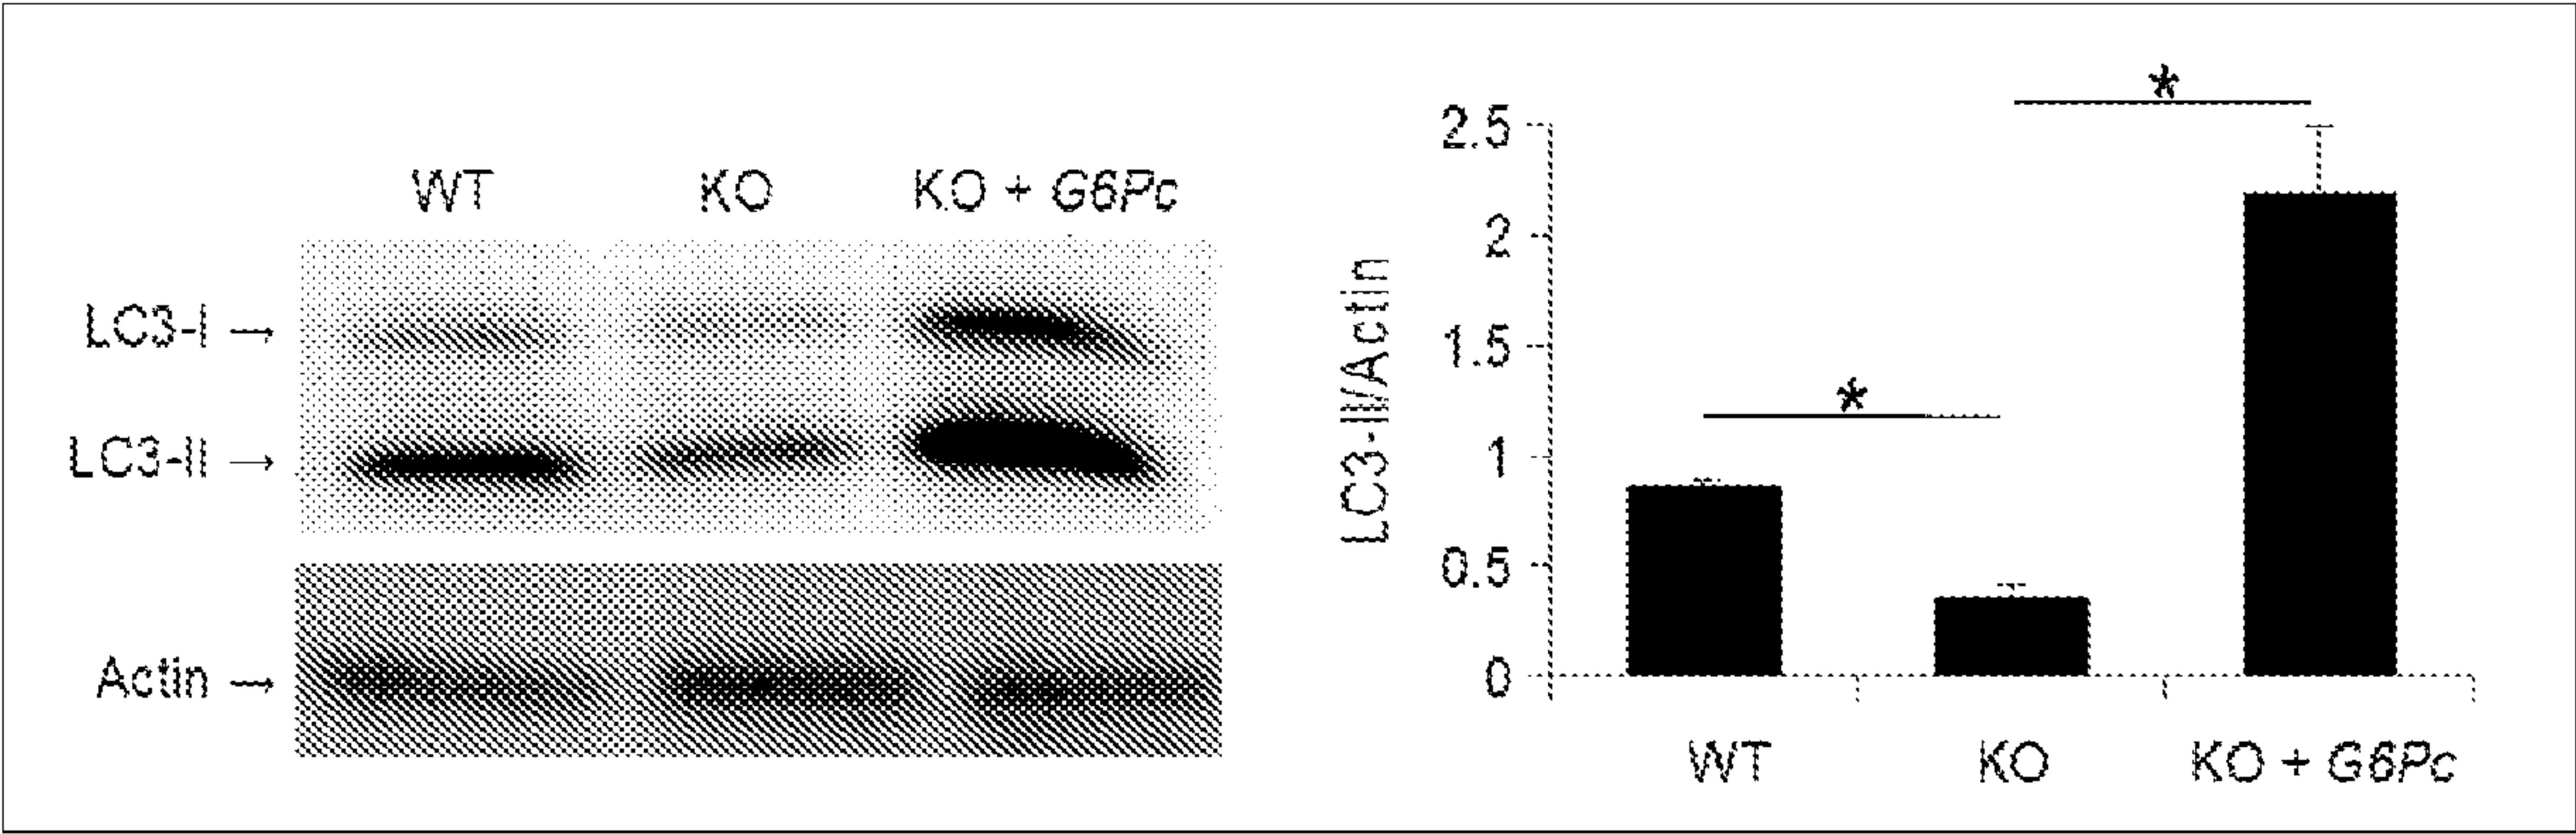 WT KO KO + G6Pc
LC3-I →
LC3-II →
Actin →
LC3-II/Actin
2.5
2
1.5
1
0.5
0
*
*
WT KO KO + G6Pc